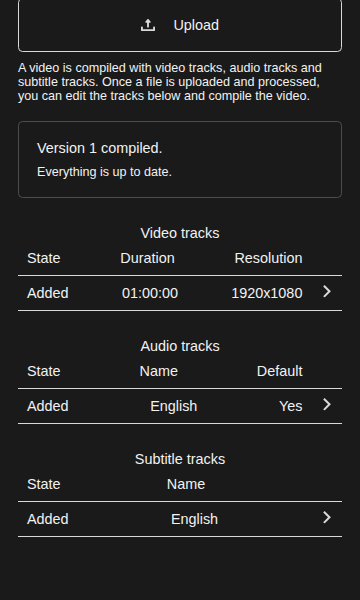 Upload
A video is compiled with video tracks, audio tracks and
subtitle tracks. Once a file is uploaded and processed,
you can edit the tracks below and compile the video.
Version 1 compiled.
Everything is up to date.
Video tracks
State Duration Resolution
Added 01:00:00 1920x1080
Audio tracks
State Name Default
Added English Yes
Subtitle tracks
State Name
Added English